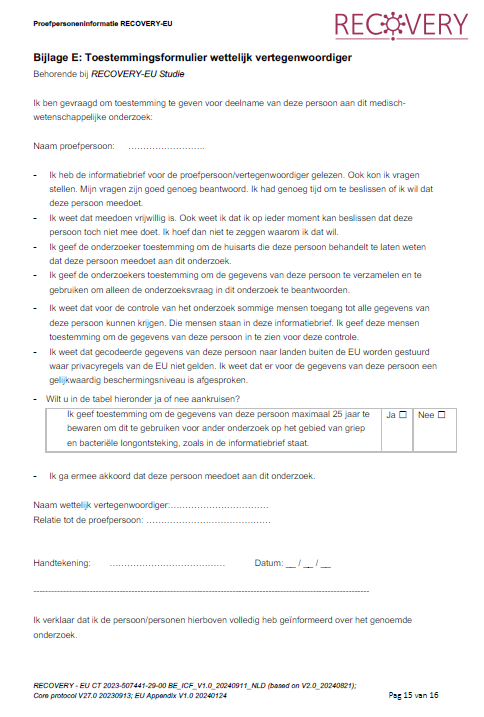 Proefpersoneninformatie RECOVERY-EU
RECOVERY
Bijlage E: Toestemmingsformulier wettelijk vertegenwoordiger
Behorende bij RECOVERY-EU Studie
Ik ben gevraagd om toestemming te geven voor deelname van deze persoon aan dit medisch-
wetenschappelijke onderzoek:
Naam proefpersoon: ……………………..
- Ik heb de informatiebrief voor de proefpersoon/vertegenwoordiger gelezen. Ook kon ik vragen
stellen. Mijn vragen zijn goed genoeg beantwoord. Ik had genoeg tijd om te beslissen of ik wil dat
deze persoon meedoet.
- Ik weet dat meedoen vrijwillig is. Ook weet ik dat ik op ieder moment kan beslissen dat deze
persoon toch niet mee doet. Ik hoef dan niet te zeggen waarom ik dat wil.
- Ik geef de onderzoeker toestemming om de huisarts die deze persoon behandelt te laten weten
dat deze persoon meedoet aan dit onderzoek.
- Ik geef de onderzoekers toestemming om de gegevens van deze persoon te verzamelen en te
gebruiken om alleen de onderzoeksvraag in dit onderzoek te beantwoorden.
- Ik weet dat voor de controle van het onderzoek sommige mensen toegang tot alle gegevens van
deze persoon kunnen krijgen. Die mensen staan in deze informatiebrief. Ik geef deze mensen
toestemming om de gegevens van deze persoon in te zien voor deze controle.
- Ik weet dat gecodeerde gegevens van deze persoon naar landen buiten de EU worden gestuurd
waar privacyregels van de EU niet gelden. Ik weet dat er voor de gegevens van deze persoon een
gelijkwaardig beschermingsniveau is afgesproken.
- Wilt u in de tabel hieronder ja of nee aankruisen?
Ik geef toestemming om de gegevens van deze persoon maximaal 25 jaar te
bewaren om dit te gebruiken voor ander onderzoek op het gebied van griep
en bacteriële longontsteking, zoals in de informatiebrief staat.
Ja ☐ Nee ☐
- Ik ga ermee akkoord dat deze persoon meedoet aan dit onderzoek.
Naam wettelijk vertegenwoordiger:……………………………
Relatie tot de proefpersoon: ……………………………………
Handtekening: ………………………………… Datum: __ / __ / __
------------------------------------------------------------------------------------------------------------
Ik verklaar dat ik de persoon/personen hierboven volledig heb geïnformeerd over het genoemde
onderzoek.
RECOVERY - EU CT 2023-507441-29-00 BE_ICF_V1.0_20240911_NLD (based on V2.0_20240821);
Core protocol V27.0 20230913; EU Appendix V1.0 20240124
Pag 15 van 16